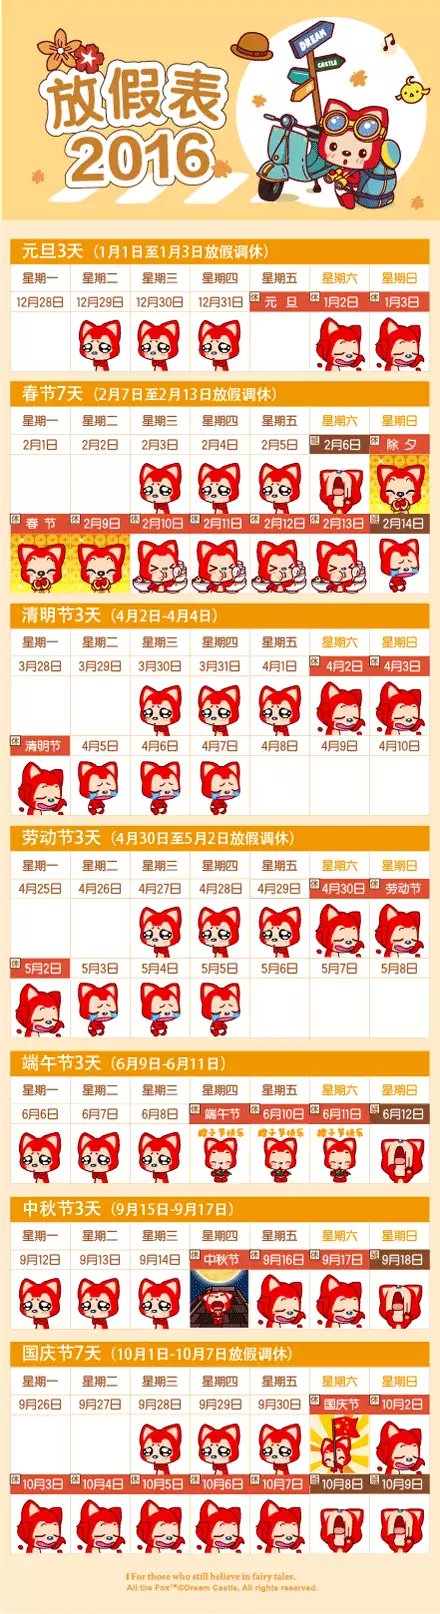 DREAM
CASTLE
放假表
2016
元旦3天（1月1日至1月3日放假调休）
星期一 星期二 星期三 星期四 星期五 星期六 星期日
12月28日 12月29日 12月30日 12月31日 休 元旦 休 1月2日 休 1月3日
春节7天（2月7日至2月13日放假调休）
星期一 星期二 星期三 星期四 星期五 星期六 星期日
2月1日 2月2日 2月3日 2月4日 2月5日 班 2月6日 休 除夕
休 春节 休 2月9日 休 2月10日 休 2月11日 休 2月12日 休 2月13日 班 2月14日
清明节3天（4月2日-4月4日）
星期一 星期二 星期三 星期四 星期五 星期六 星期日
3月28日 3月29日 3月30日 3月31日 4月1日 休 4月2日 休 4月3日
休 清明节 4月5日 4月6日 4月7日 4月8日 4月9日 4月10日
劳动节3天（4月30日至5月2日放假调休）
星期一 星期二 星期三 星期四 星期五 星期六 星期日
4月25日 4月26日 4月27日 4月28日 4月29日 休 4月30日 休 劳动节
休 5月2日 5月3日 5月4日 5月5日 5月6日 5月7日 5月8日
端午节3天（6月9日-6月11日）
星期一 星期二 星期三 星期四 星期五 星期六 星期日
6月6日 6月7日 6月8日 休 端午节 休 6月10日 休 6月11日 班 6月12日
粽子节快乐 粽子节快乐 粽子节快乐
中秋节3天（9月15日-9月17日）
星期一 星期二 星期三 星期四 星期五 星期六 星期日
9月12日 9月13日 9月14日 休 中秋节 休 9月16日 休 9月17日 班 9月18日
国庆节7天（10月1日-10月7日放假调休）
星期一 星期二 星期三 星期四 星期五 星期六 星期日
9月26日 9月27日 9月28日 9月29日 9月30日 休 国庆节 休 10月2日
休 10月3日 休 10月4日 休 10月5日 休 10月6日 休 10月7日 班 10月8日 班 10月9日
For those who still believe in fairy tales.
Ali the Fox™©Dream Castle. All rights reserved.